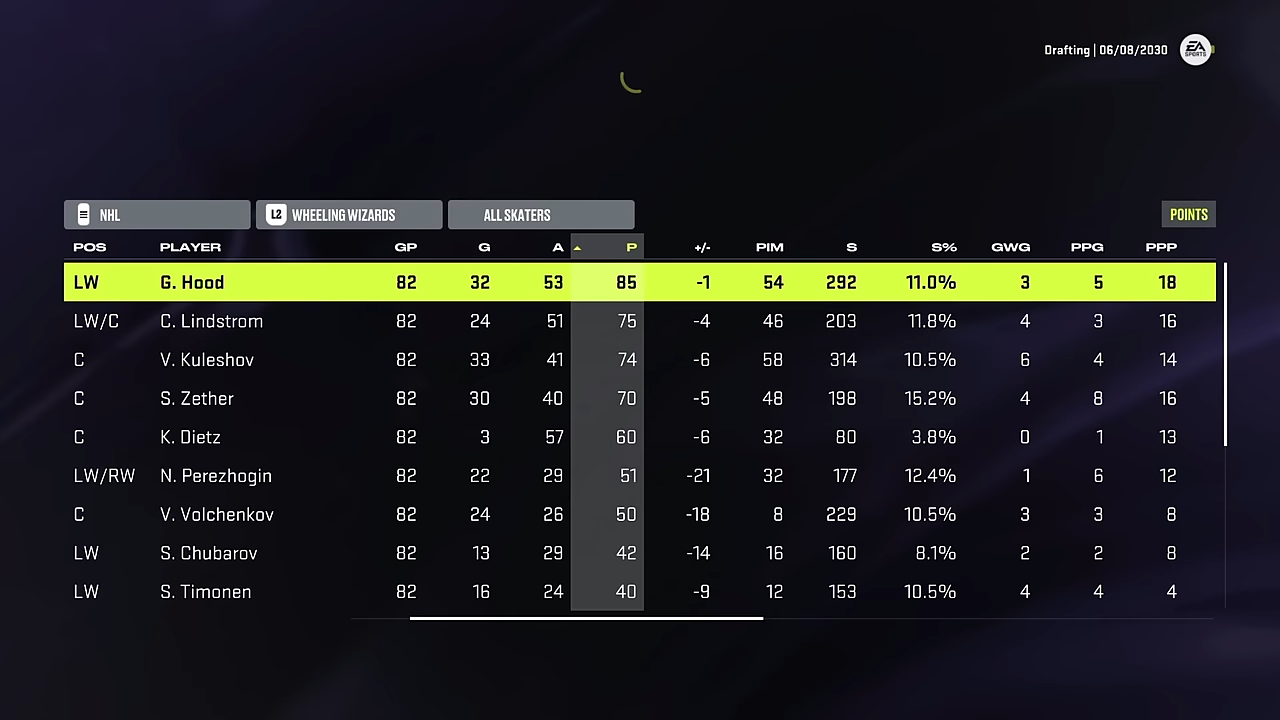 Drafting | 06/08/2030 EA SPORTS
NHL L2 WHEELING WIZARDS ALL SKATERS POINTS
POS PLAYER GP G A P +/- PIM S S% GWG PPG PPP
LW G. Hood 82 32 53 85 -1 54 292 11.0% 3 5 18
LW/C C. Lindstrom 82 24 51 75 -4 46 203 11.8% 4 3 16
C V. Kuleshov 82 33 41 74 -6 58 314 10.5% 6 4 14
C S. Zether 82 30 40 70 -5 48 198 15.2% 4 8 16
C K. Dietz 82 3 57 60 -6 32 80 3.8% 0 1 13
LW/RW N. Perezhogin 82 22 29 51 -21 32 177 12.4% 1 6 12
C V. Volchenkov 82 24 26 50 -18 8 229 10.5% 3 3 8
LW S. Chubarov 82 13 29 42 -14 16 160 8.1% 2 2 8
LW S. Timonen 82 16 24 40 -9 12 153 10.5% 4 4 4